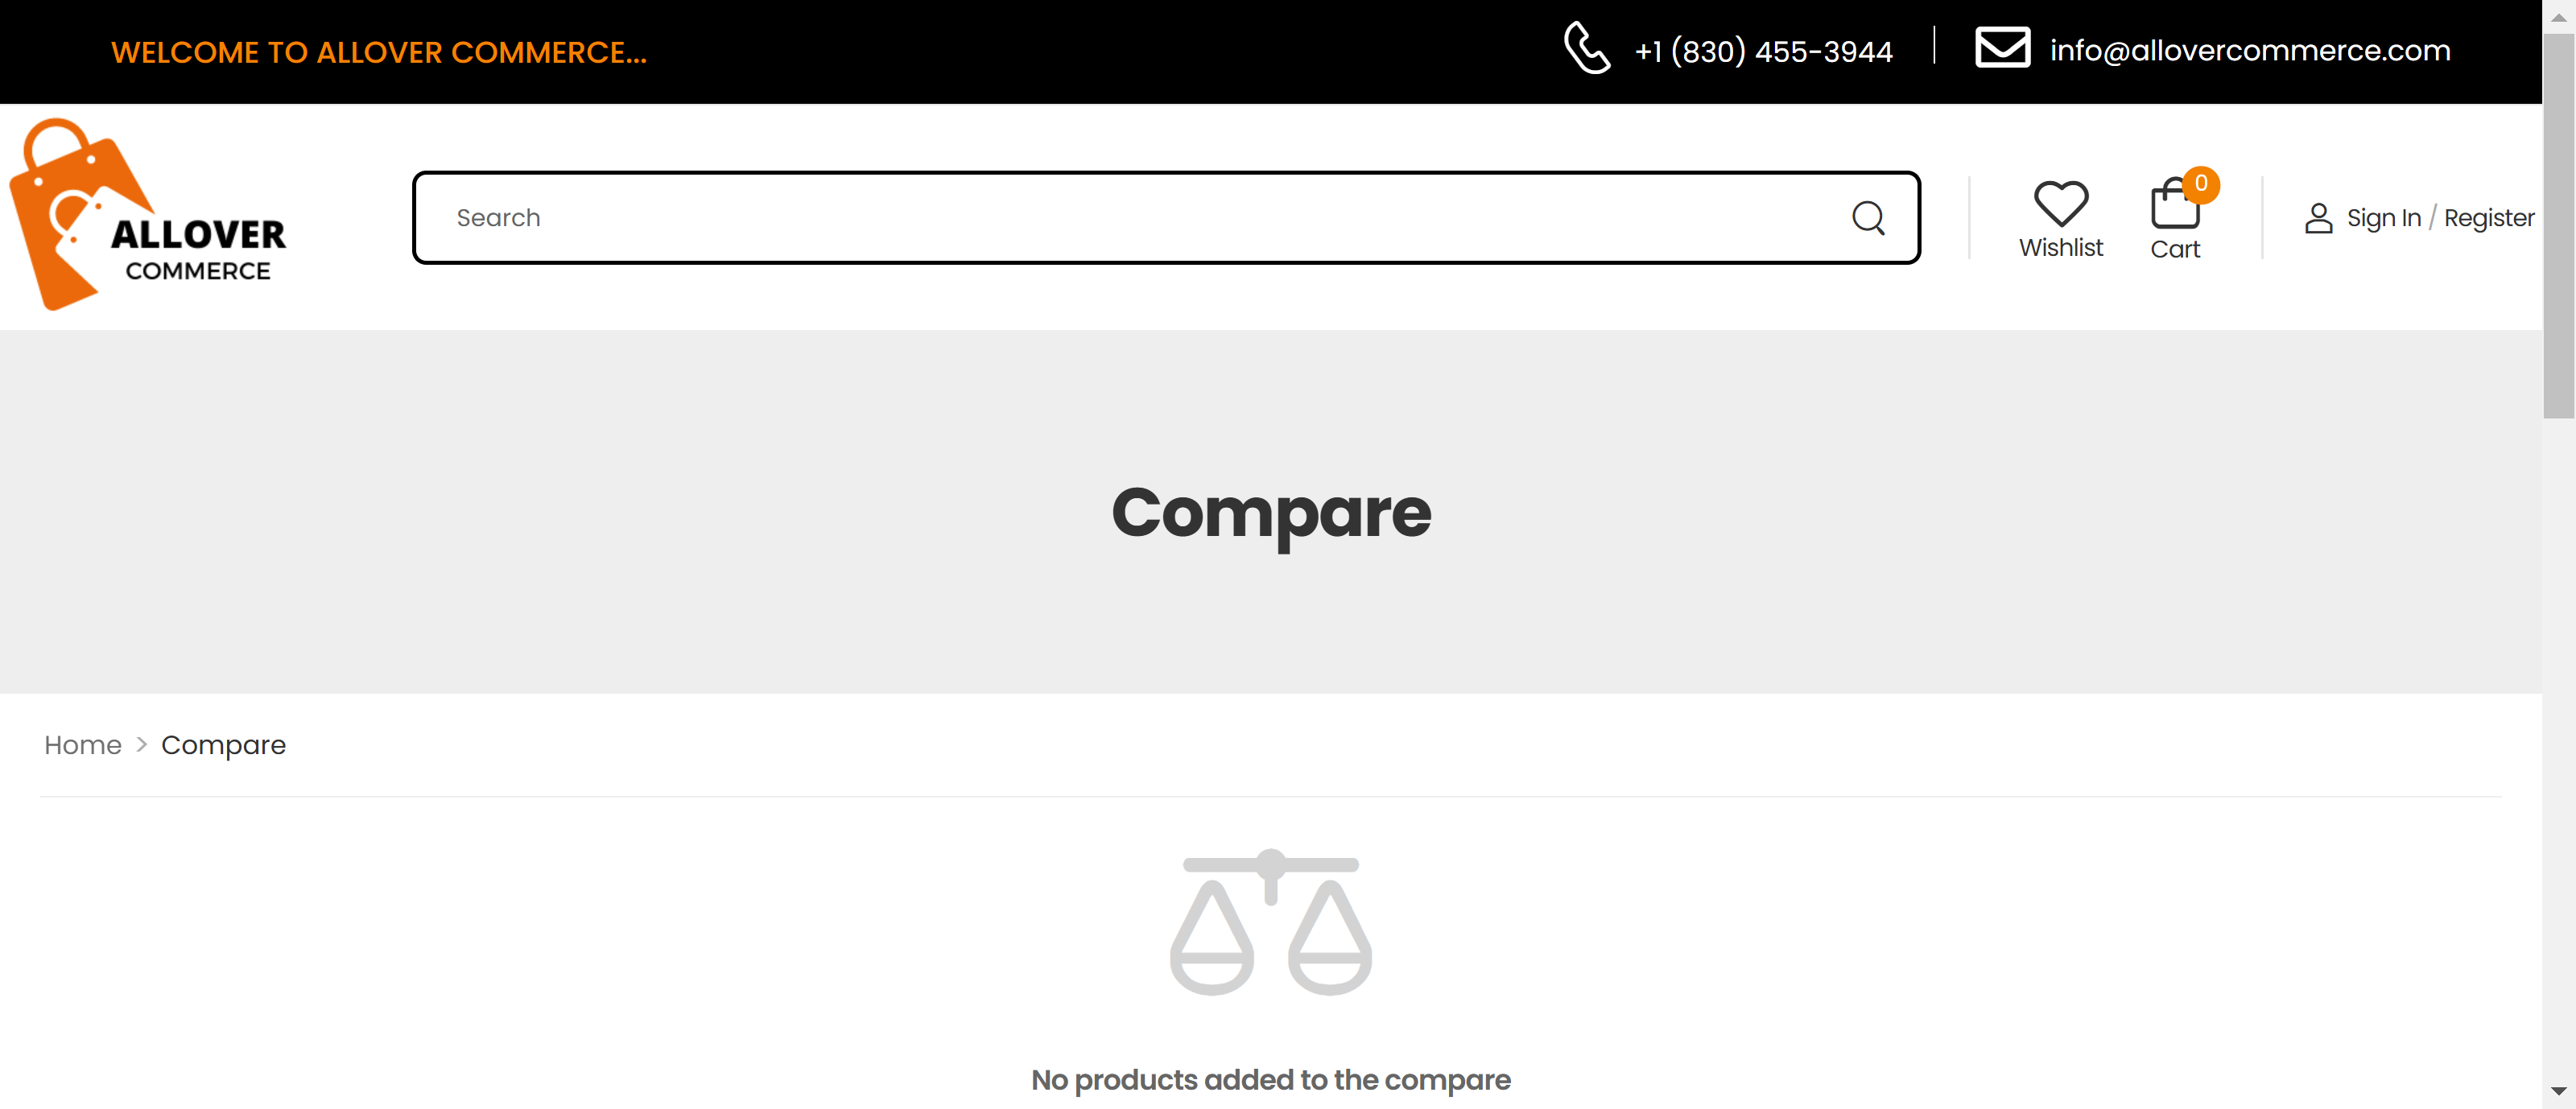 WELCOME TO ALLOVER COMMERCE...
+1 (830) 455-3944
info@allovercommerce.com
ALLOVER
COMMERCE
Search
Wishlist
0
Cart
Sign In / Register
Compare
Home > Compare
No products added to the compare